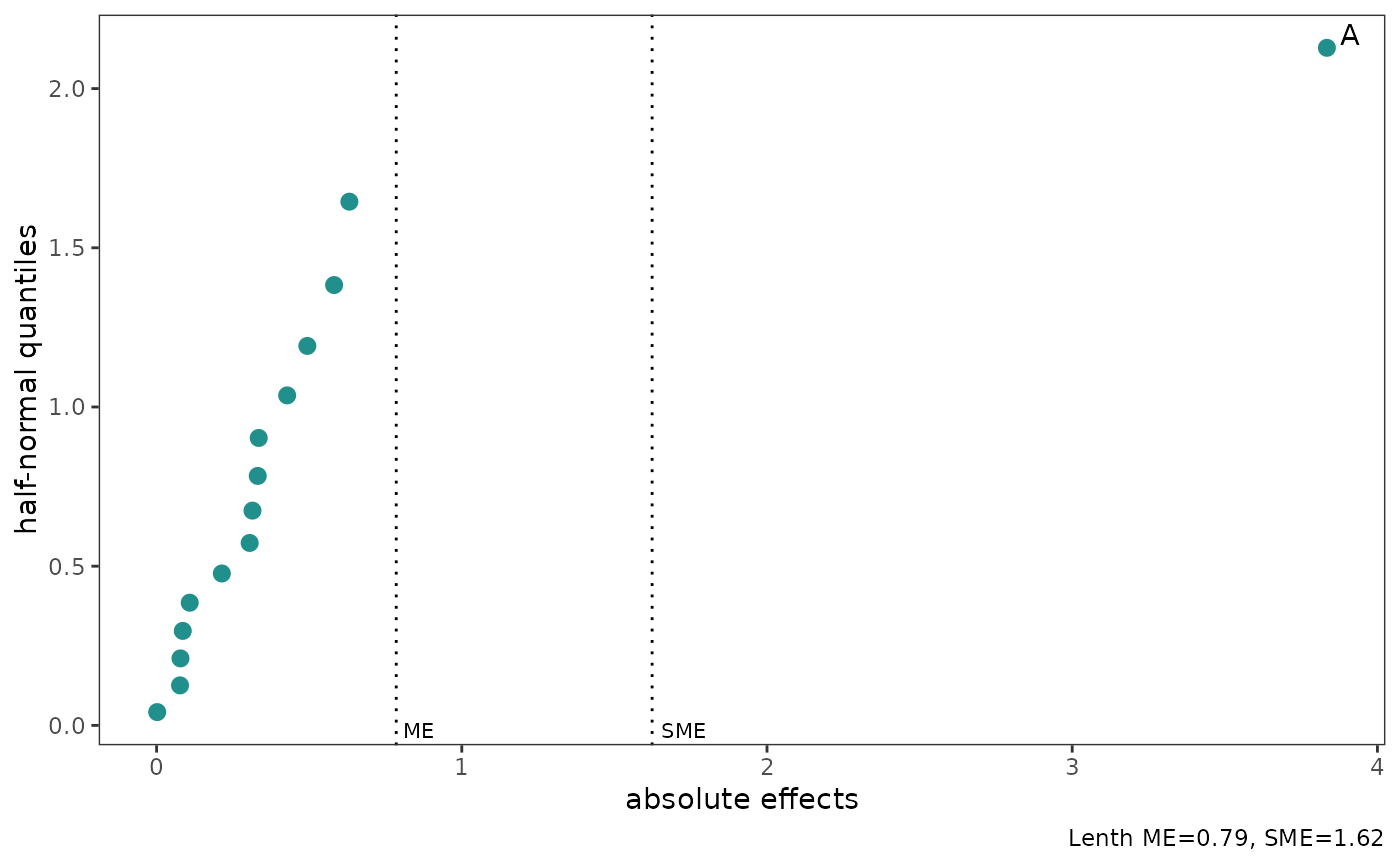 A
2.0
1.5
1.0
0.5
0.0
half-normal quantiles
ME
SME
0 1 2 3 4
absolute effects
Lenth ME=0.79, SME=1.62